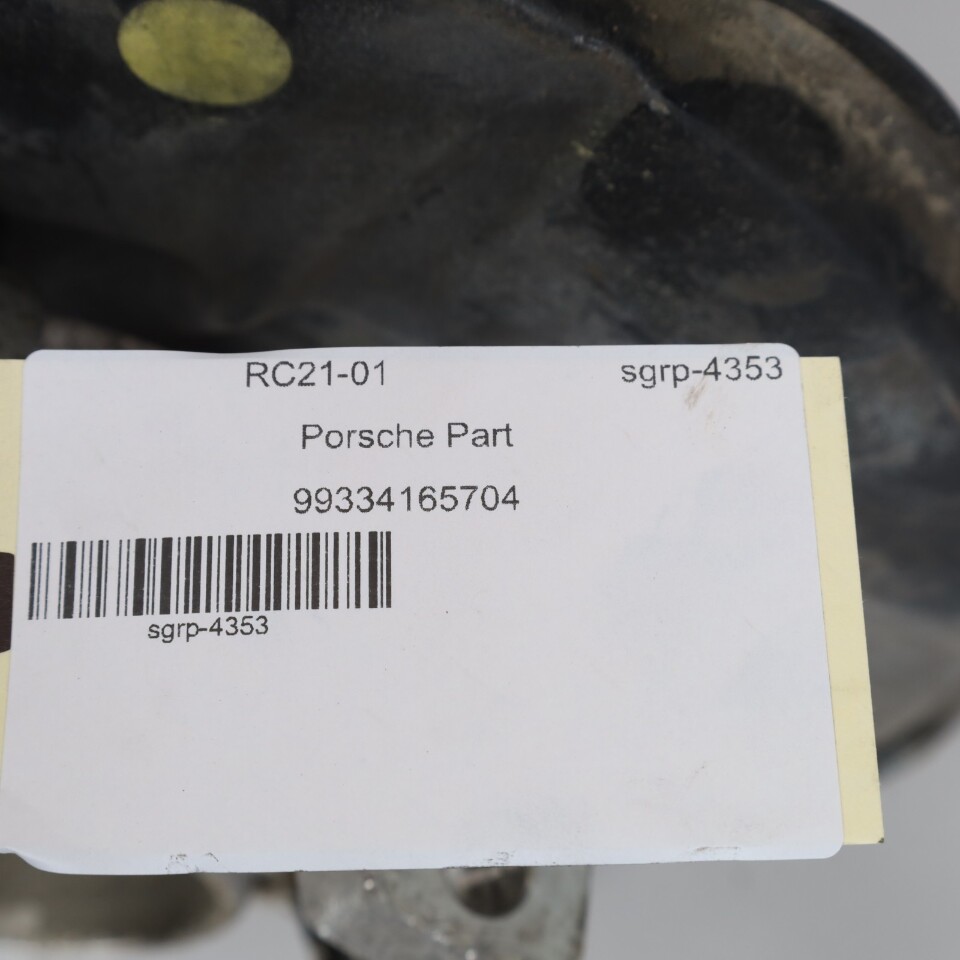 RC21-01 sgrp-4353
Porsche Part
99334165704
sgrp-4353